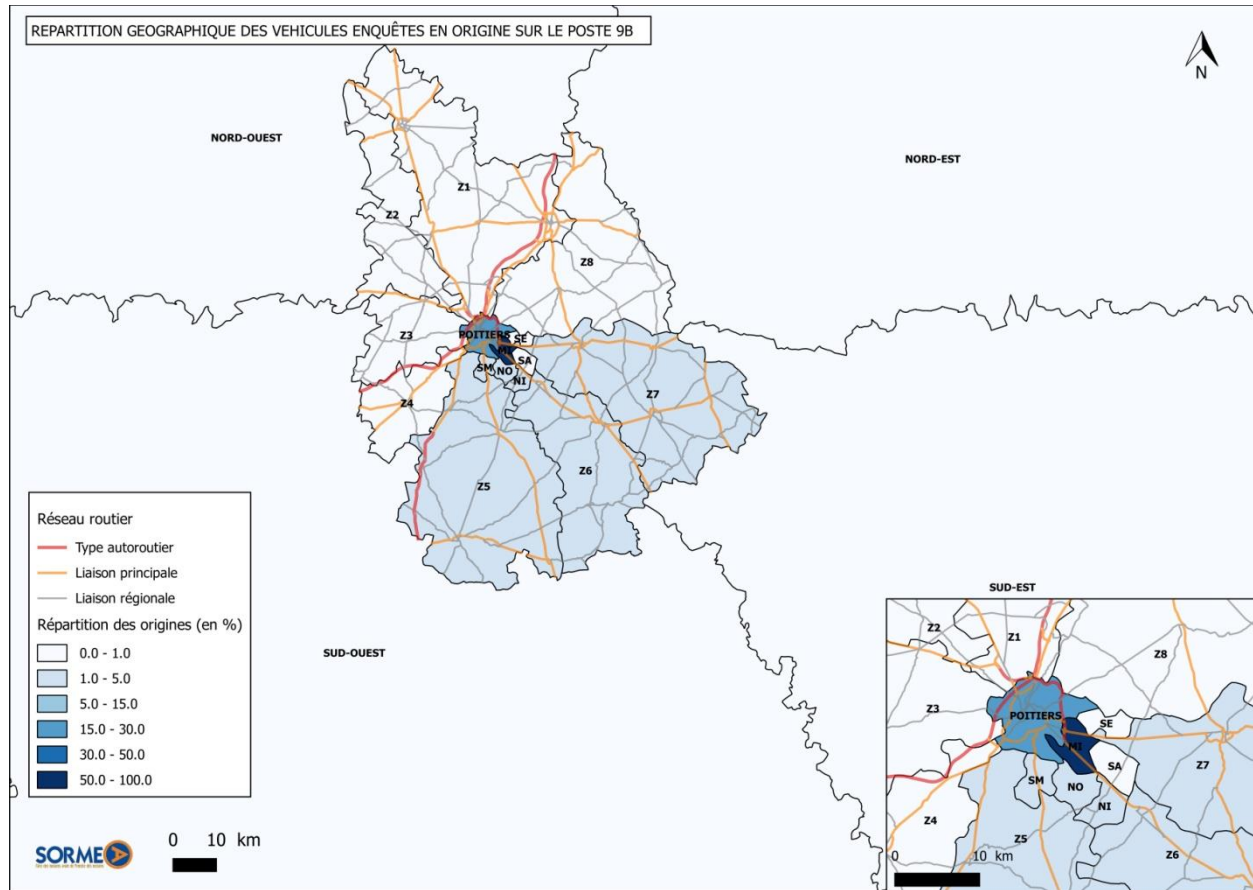 REPARTITION GEOGRAPHIQUE DES VEHICULES ENQUÊTES EN ORIGINE SUR LE POSTE 9B
N
NORD-OUEST
NORD-EST
Z1
Z2
Z8
Z3
POITIERS
SE
MI
SA
SM
NO
NI
Z4
Z7
Z6
Z5
SUD-OUEST
SUD-EST
Réseau routier
Type autoroutier
Liaison principale
Liaison régionale
Répartition des origines (en %)
0.0 - 1.0
1.0 - 5.0
5.0 - 15.0
15.0 - 30.0
30.0 - 50.0
50.0 - 100.0
SORMEA
0 10 km
Z2
Z1
Z8
Z3
POITIERS
SE
MI
SA
Z7
SM
NO
NI
Z4
Z5
Z6
0 10 km